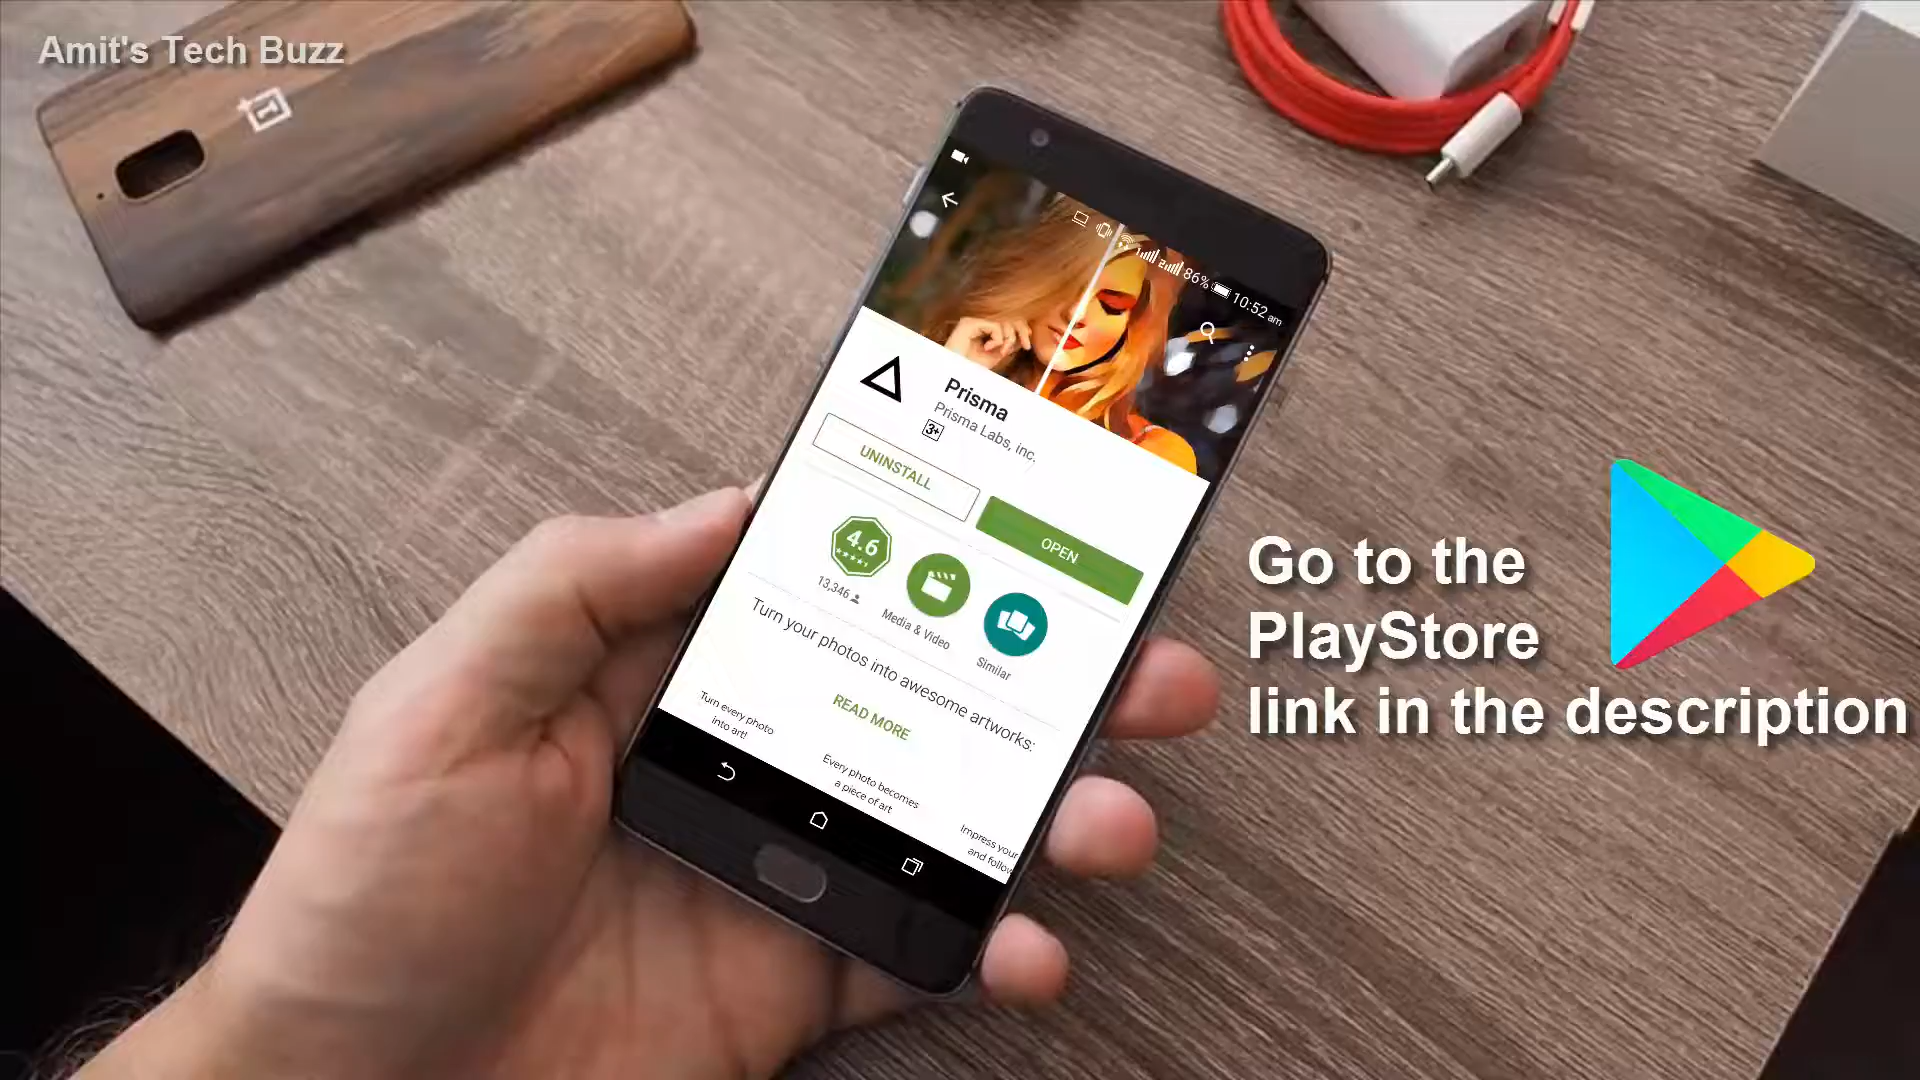 Amit's Tech Buzz
86% 10:52 am
Prisma
Prisma Labs, inc.
3+
UNINSTALL
OPEN
4.6
13,346
Media & Video
Similar
Turn your photos into awesome artworks:
READ MORE
Turn every photo
into art!
Every photo becomes
a piece of art
Impress your
and follow
Go to the
PlayStore
link in the description